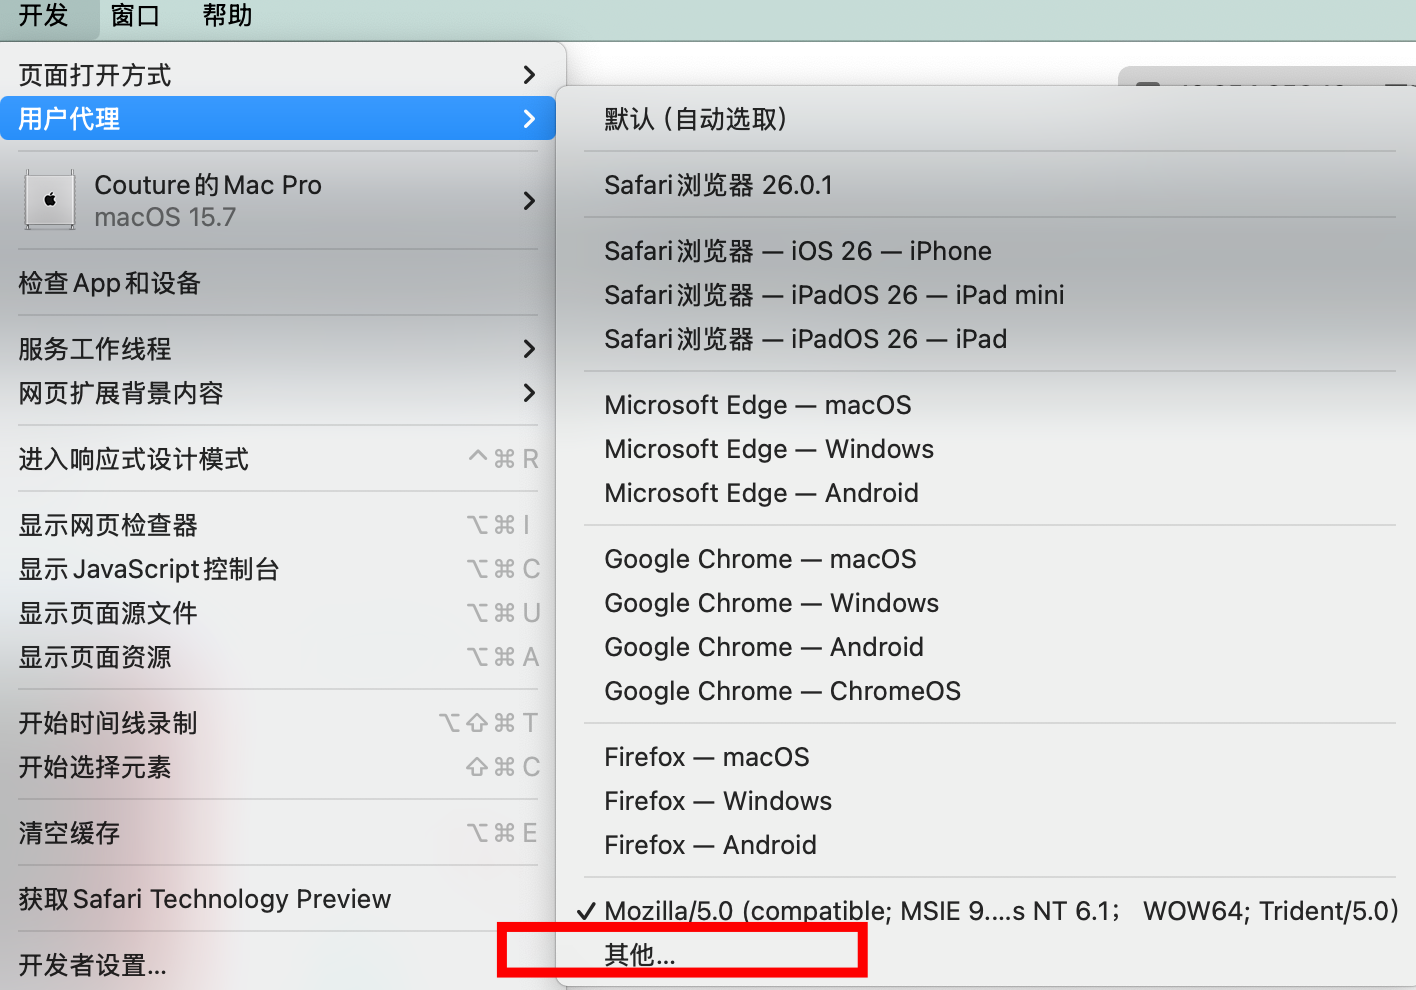 开发 窗口 帮助
页面打开方式
用户代理
Couture的Mac Pro
macOS 15.7
检查App和设备
服务工作线程
网页扩展背景内容
进入响应式设计模式 ^⌘R
显示网页检查器 ⌥⌘I
显示JavaScript控制台 ⌥⌘C
显示页面源文件 ⌥⌘U
显示页面资源 ⌥⌘A
开始时间线录制 ⌥⇧⌘T
开始选择元素 ⇧⌘C
清空缓存 ⌥⌘E
获取Safari Technology Preview
开发者设置...
默认 (自动选取)
Safari浏览器 26.0.1
Safari浏览器 — iOS 26 — iPhone
Safari浏览器 — iPadOS 26 — iPad mini
Safari浏览器 — iPadOS 26 — iPad
Microsoft Edge — macOS
Microsoft Edge — Windows
Microsoft Edge — Android
Google Chrome — macOS
Google Chrome — Windows
Google Chrome — Android
Google Chrome — ChromeOS
Firefox — macOS
Firefox — Windows
Firefox — Android
✓ Mozilla/5.0 (compatible; MSIE 9....s NT 6.1； WOW64; Trident/5.0)
其他...